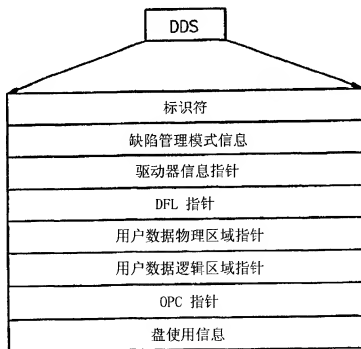 DDS
标识符
缺陷管理模式信息
驱动器信息指针
DFL 指针
用户数据物理区域指针
用户数据逻辑区域指针
OPC 指针
盘使用信息